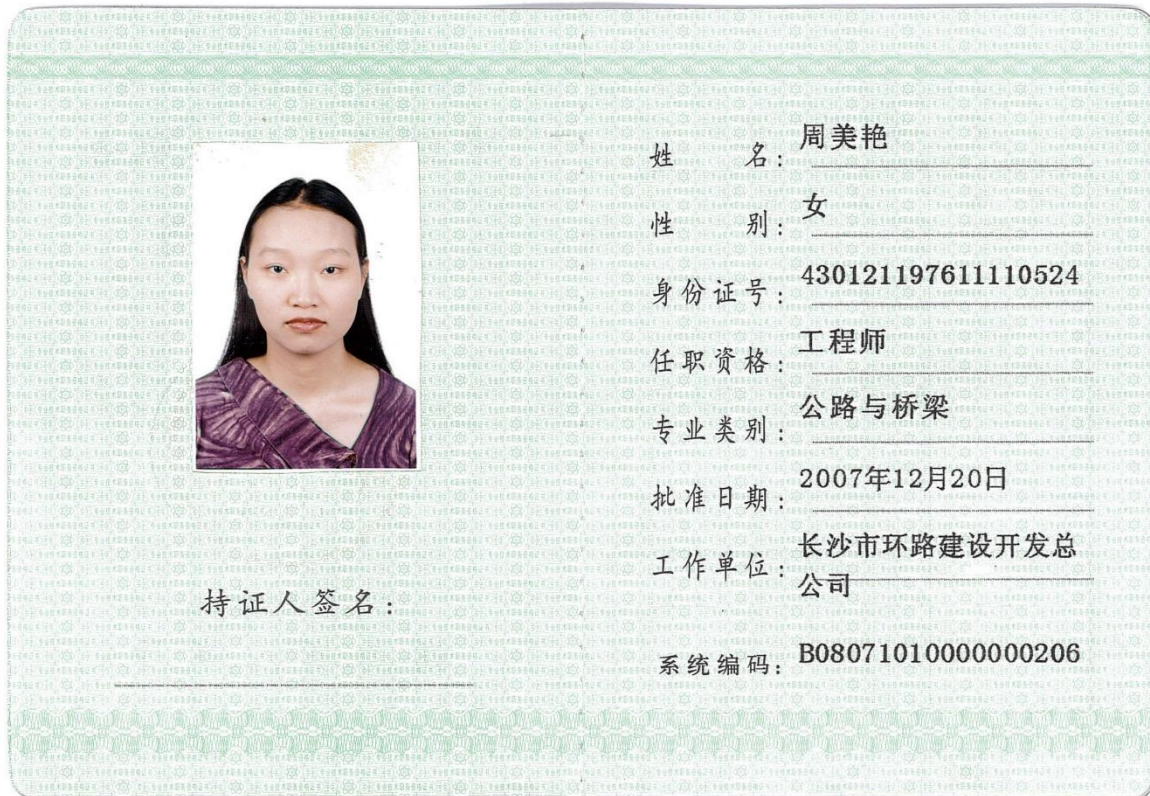 姓名：周美艳
性别：女
身份证号：430121197611110524
任职资格：工程师
专业类别：公路与桥梁
批准日期：2007年12月20日
工作单位：长沙市环路建设开发总
公司
持证人签名：
系统编码：B08071010000000206